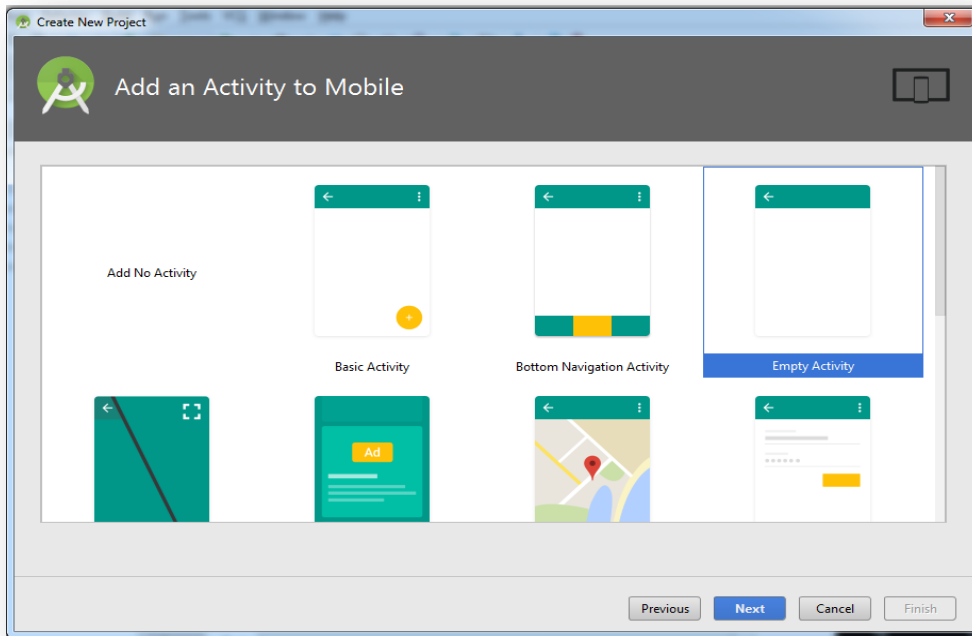 Create New Project
Add an Activity to Mobile
Add No Activity
Basic Activity
Bottom Navigation Activity
Empty Activity
Ad
Previous
Next
Cancel
Finish